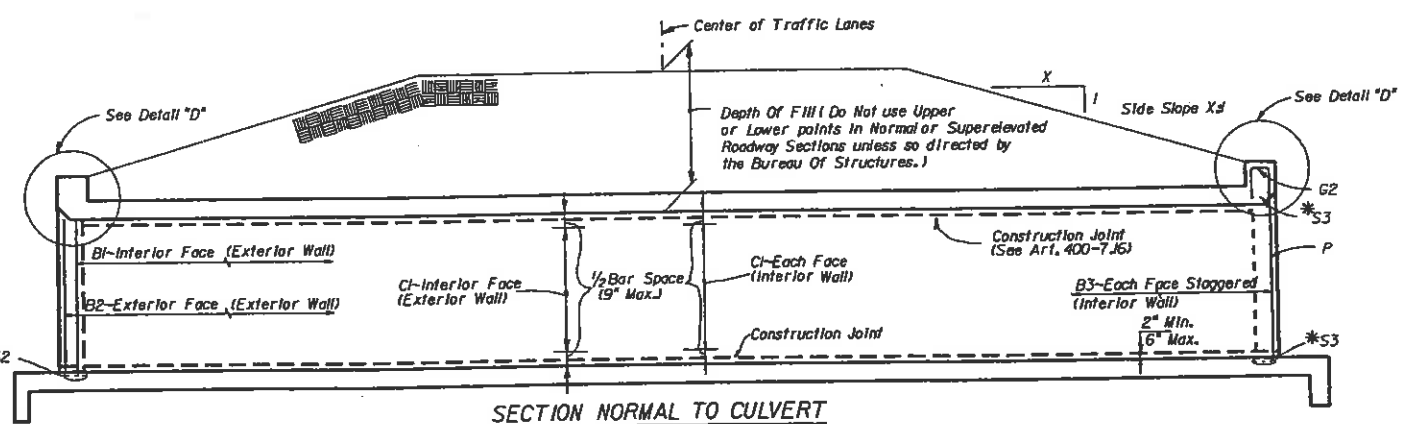 Center of Traffic Lanes
See Detail "D"
X
1
Side Slope X:1
See Detail "D"
Depth Of Fill ( Do Not use Upper
or Lower points in Normal or Superelevated
Roadway Sections unless so directed by
the Bureau Of Structures. )
G2
*S3
P
B1-Interior Face (Exterior Wall)
B2-Exterior Face (Exterior Wall)
C1-Interior Face
(Exterior Wall)
1/2 Bar Space
(9" Max.)
C1-Each Face
(Interior Wall)
Construction Joint
(See Art. 400-7.16)
B3-Each Face Staggered
(Interior Wall)
2" Min.
6" Max.
Construction Joint
*S3
SECTION NORMAL TO CULVERT